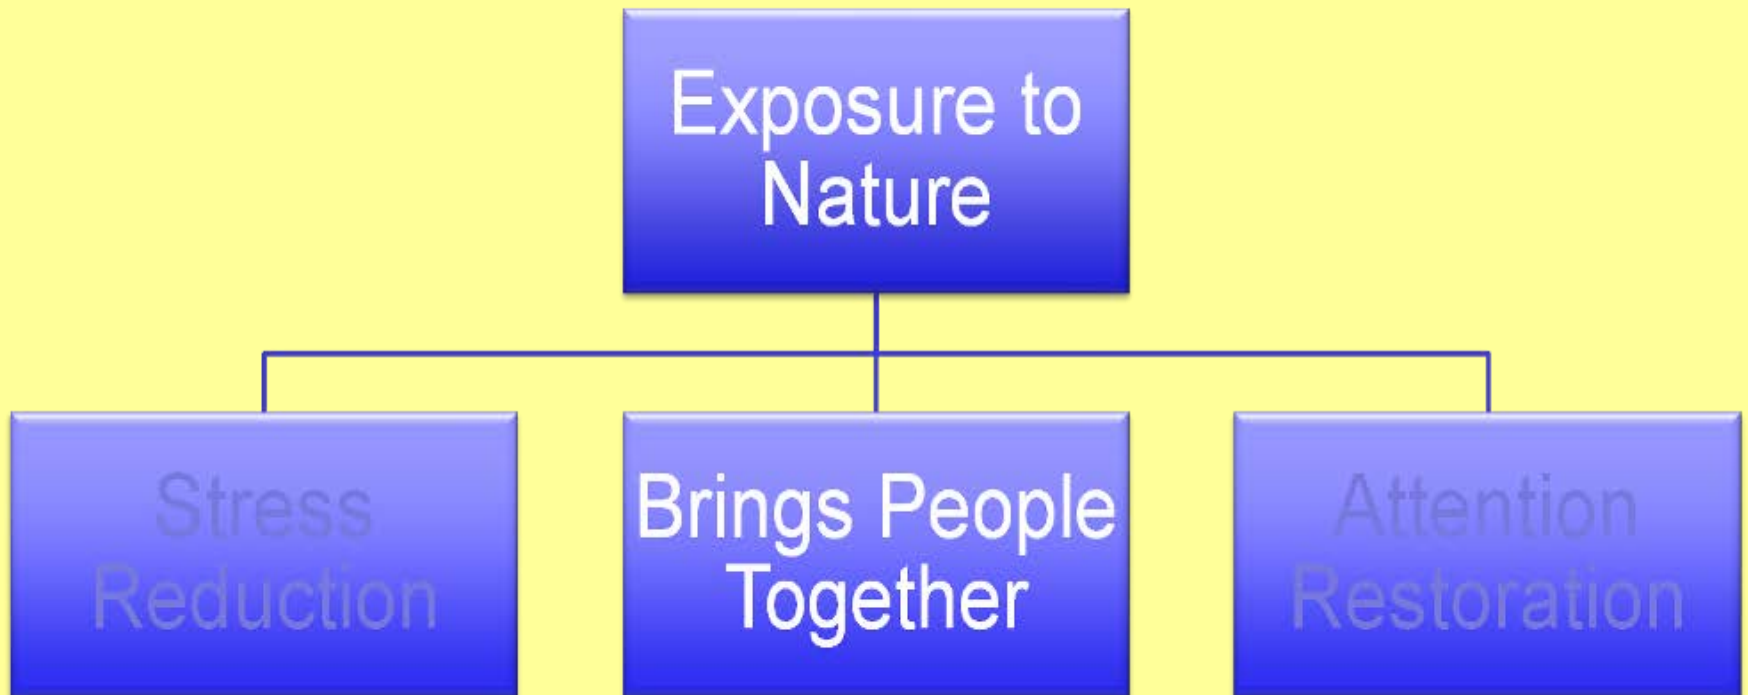 Exposure to
Nature
Stress
Reduction
Brings People
Together
Attention
Restoration